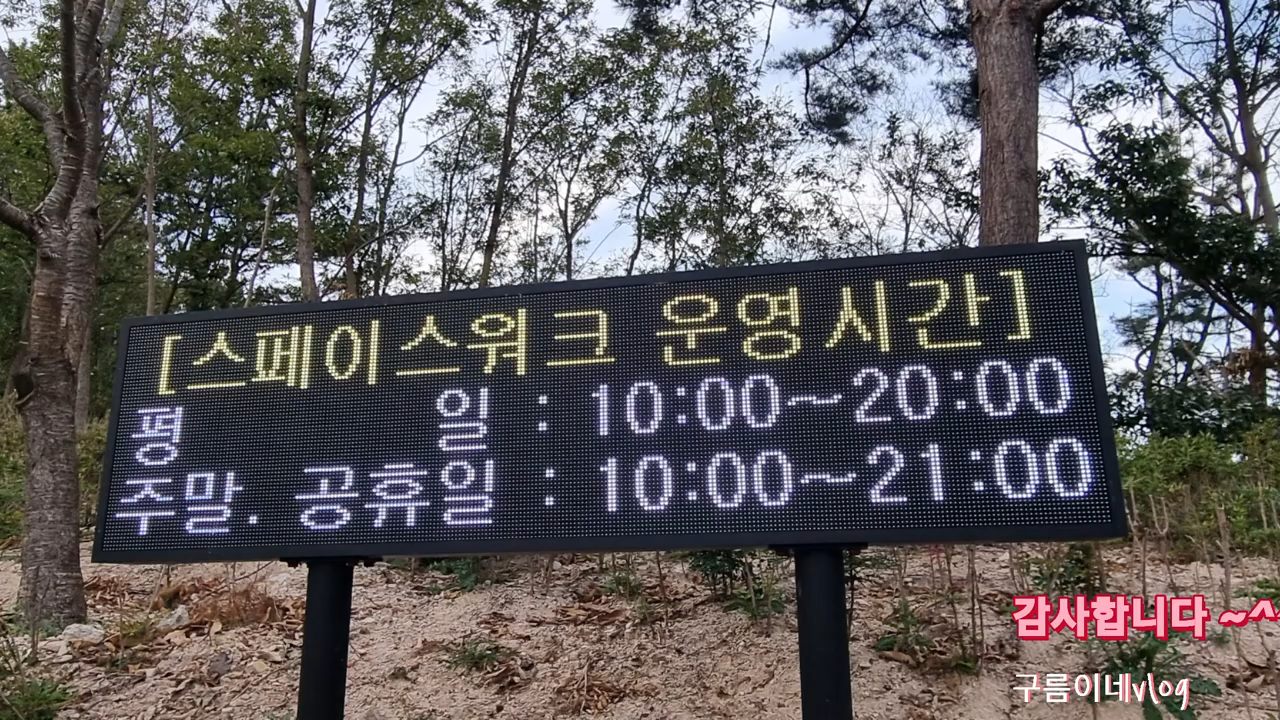 [스페이스워크 운영시간]
평 일 : 10:00~20:00
주말. 공휴일 : 10:00~21:00
감사합니다 ~^^
구름이네vlog